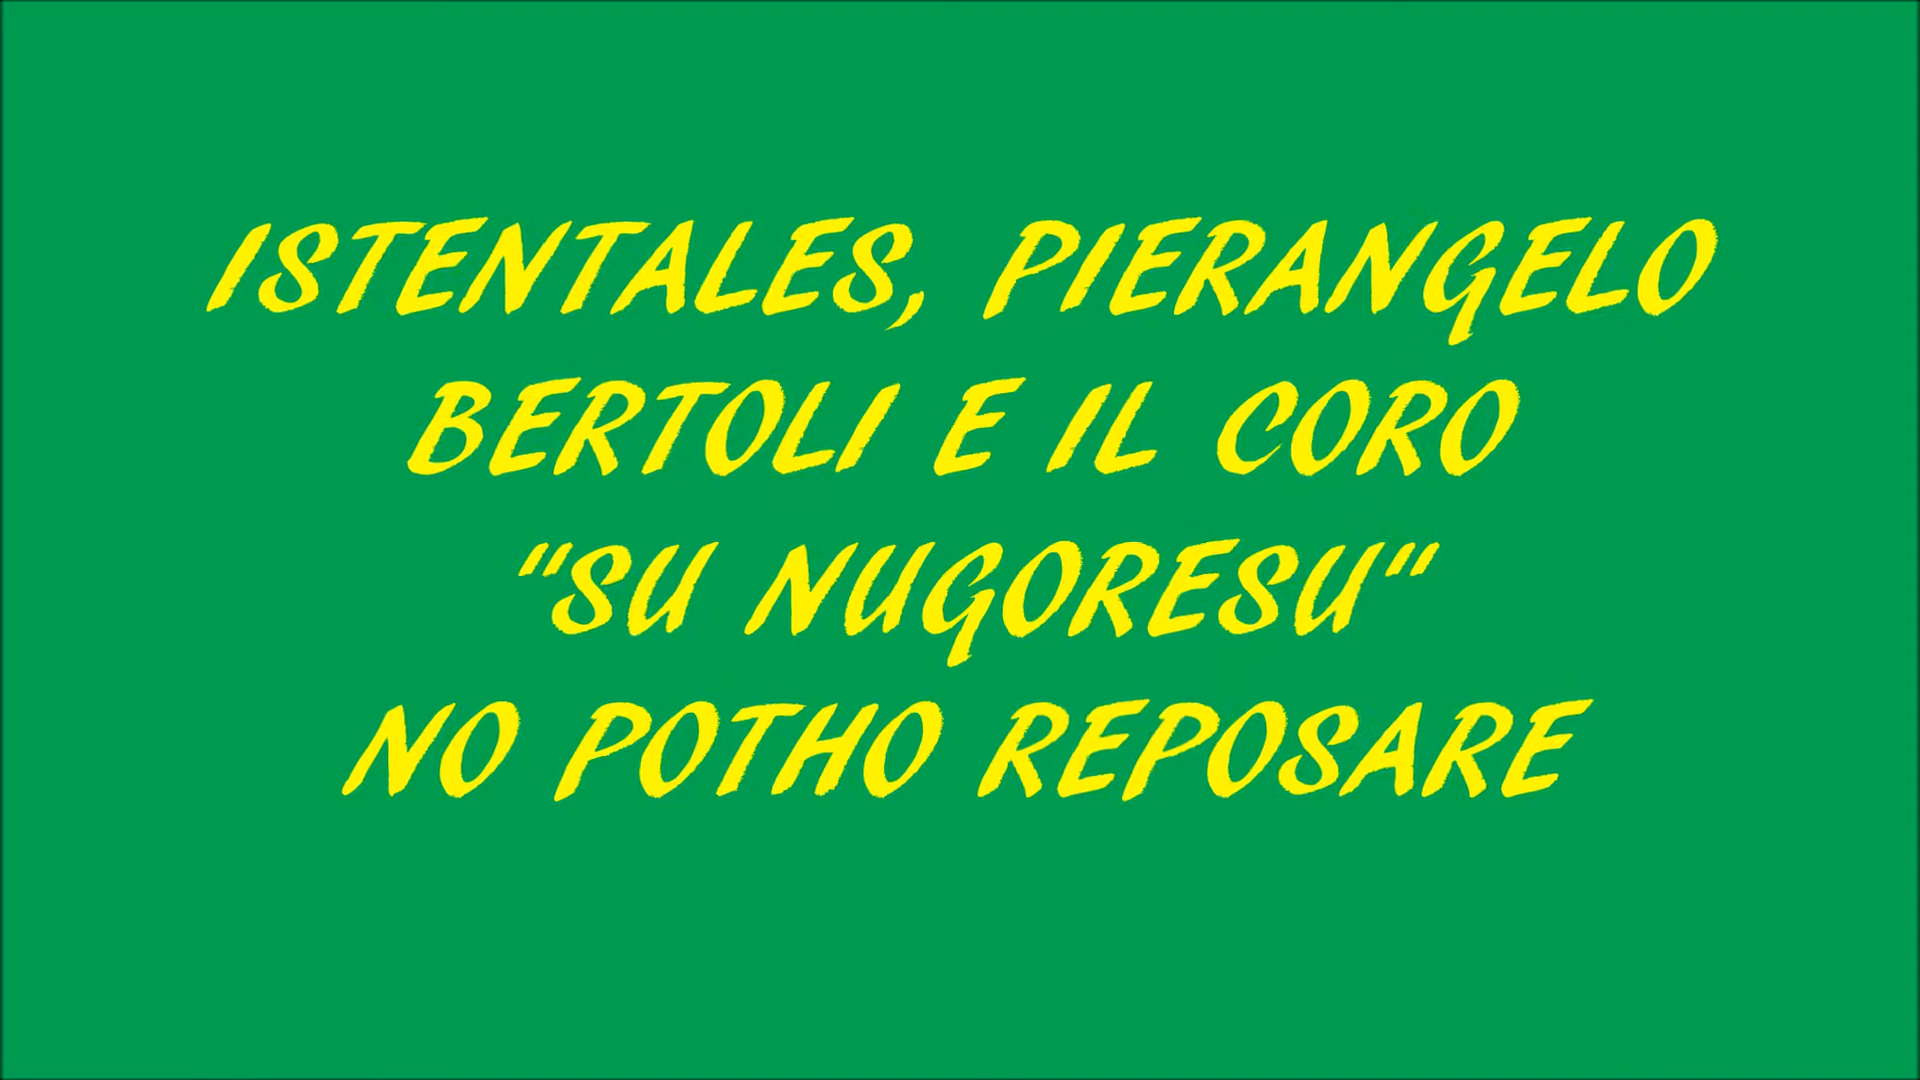 ISTENTALES, PIERANGELO
BERTOLI E IL CORO
"SU NUGORESU"
NO POTHO REPOSARE